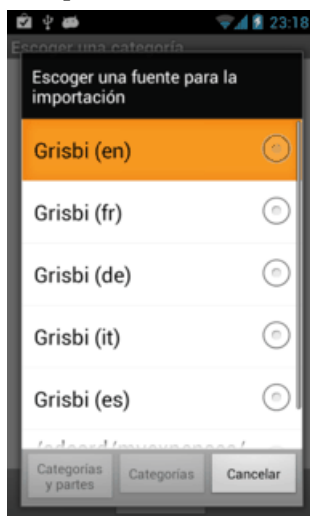 23:18
Escoger una categoría
Escoger una fuente para la
importación
Grisbi (en)
Grisbi (fr)
Grisbi (de)
Grisbi (it)
Grisbi (es)
Categorías
y partes
Categorías
Cancelar